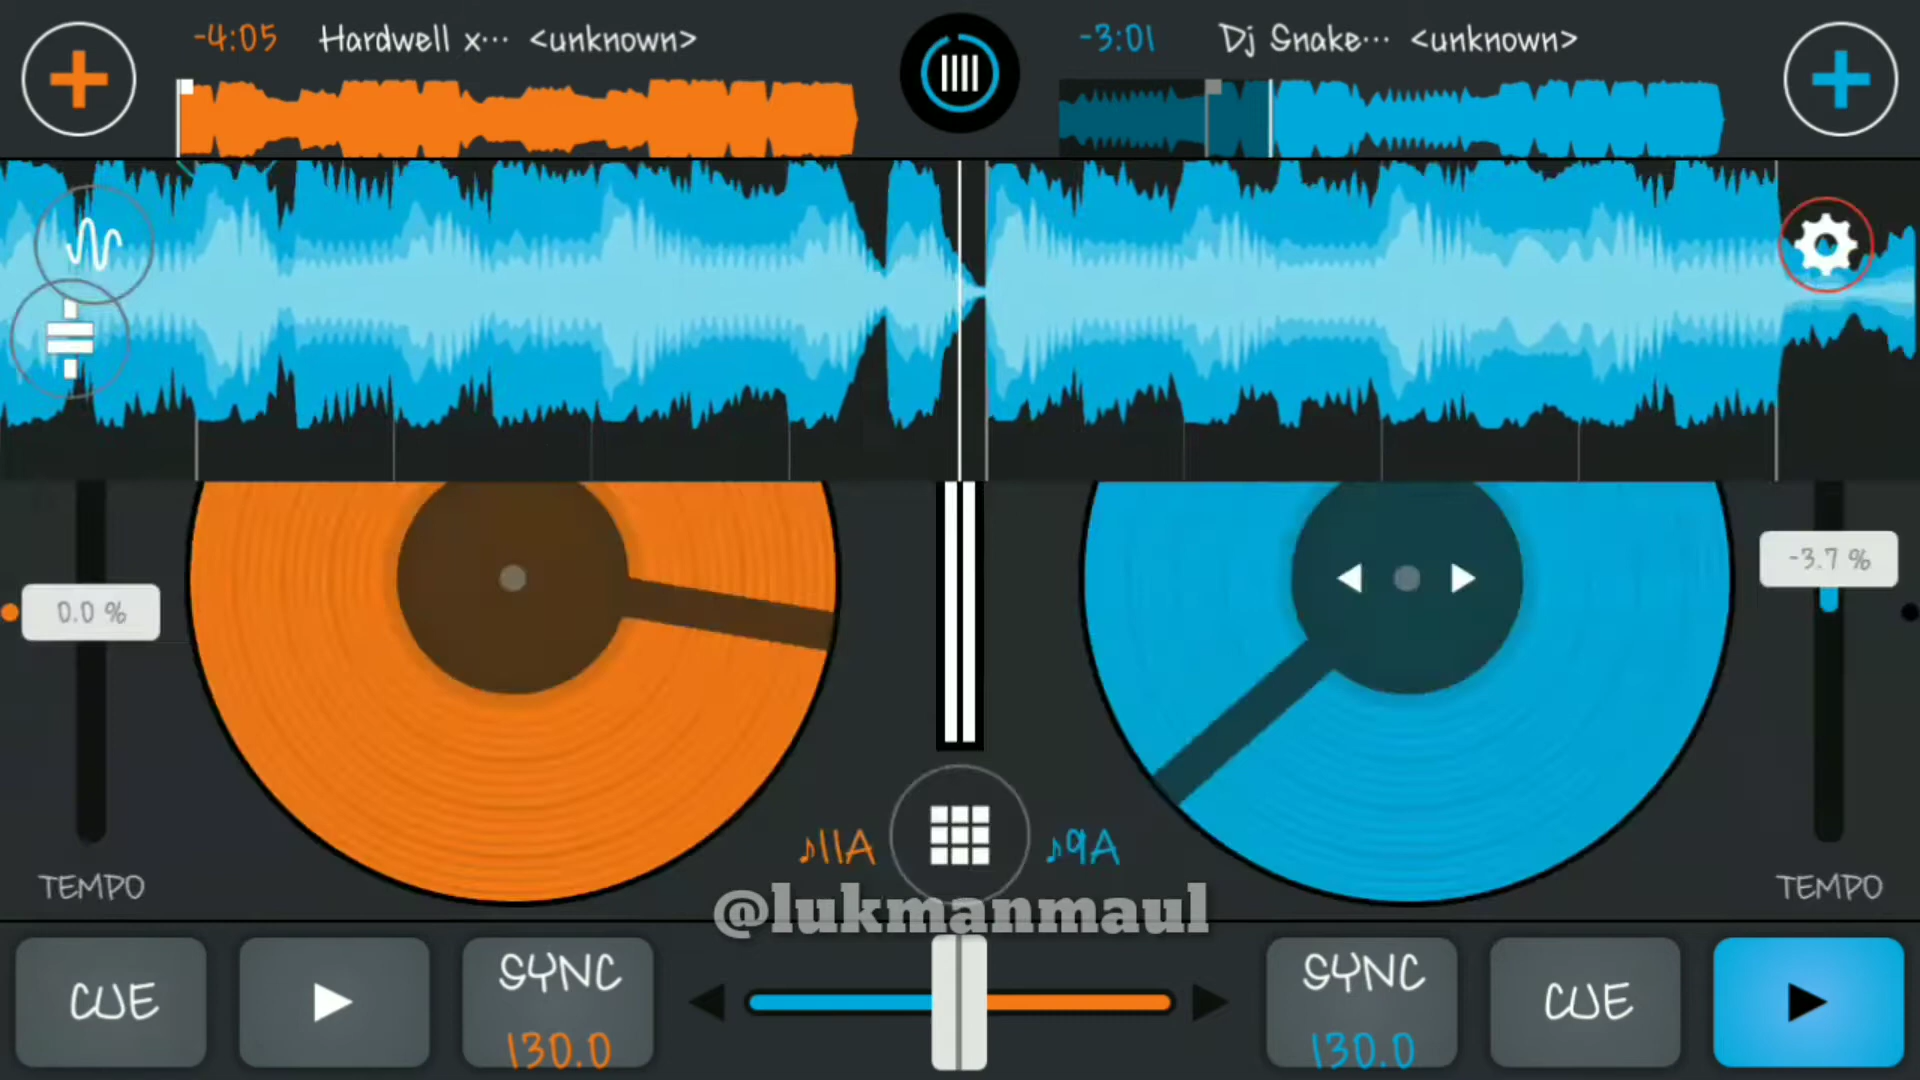 -4:05 Hardwell x... <unknown>
-3:01 Dj Snake... <unknown>
0.0 %
-3.7 %
♪11A
♪9A
TEMPO
TEMPO
@lukmanmaul
CUE
SYNC
130.0
SYNC
130.0
CUE